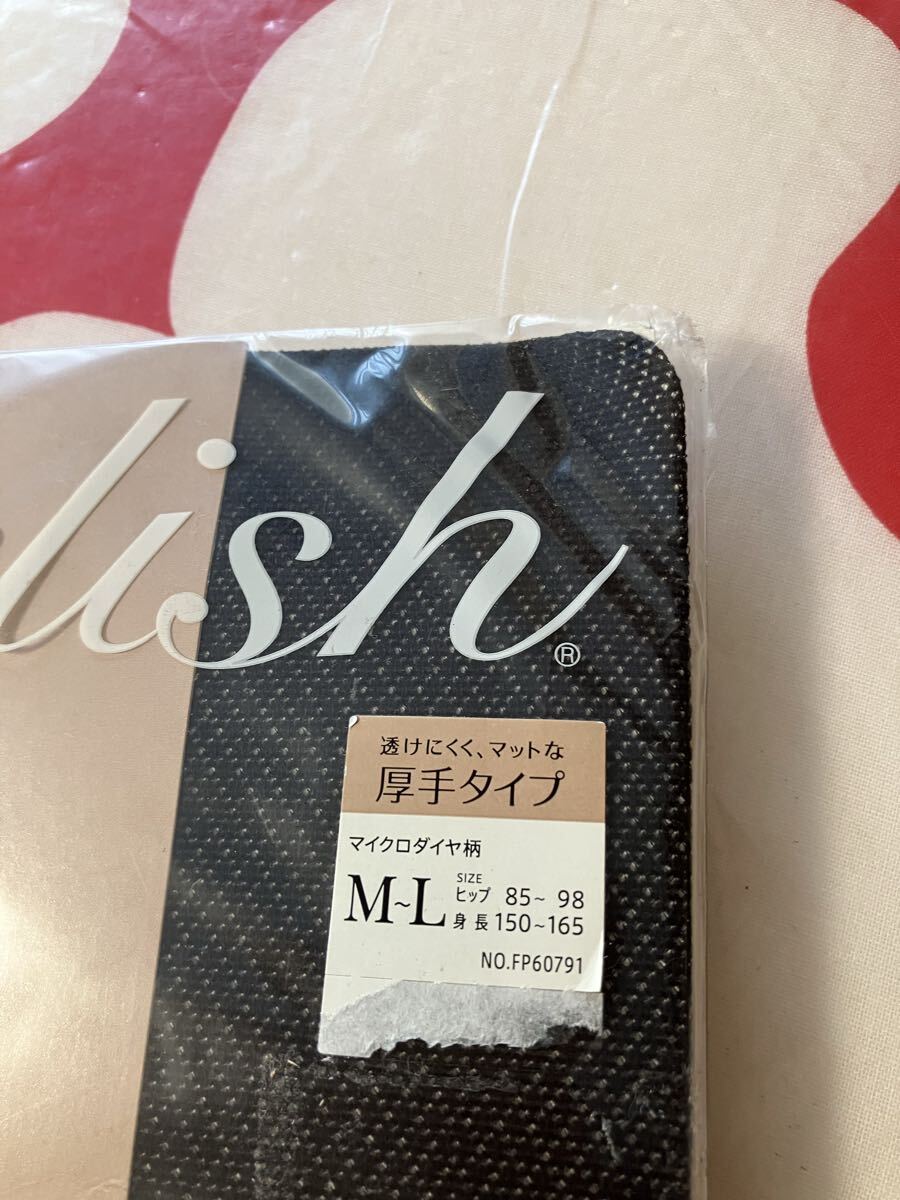 lish®
透けにくく、マットな
厚手タイプ
マイクロダイヤ柄
M~L
SIZE
ヒップ 85~ 98
身長 150~165
NO.FP60791